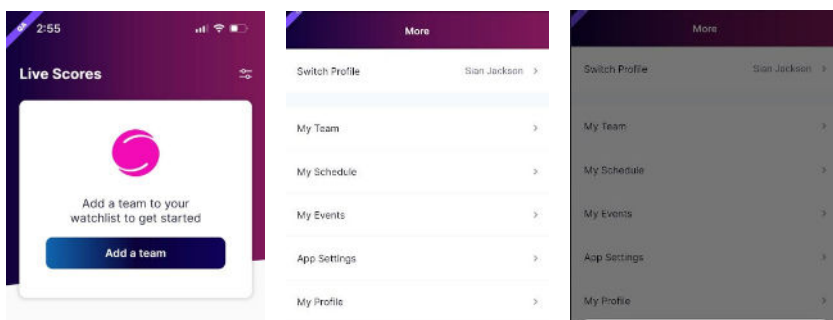 2:55
Live Scores
Add a team to your
watchlist to get started
Add a team
More
Switch Profile Sian Jackson
My Team
My Schedule
My Events
App Settings
My Profile
More
Switch Profile Sian Jackson
My Team
My Schedule
My Events
App Settings
My Profile